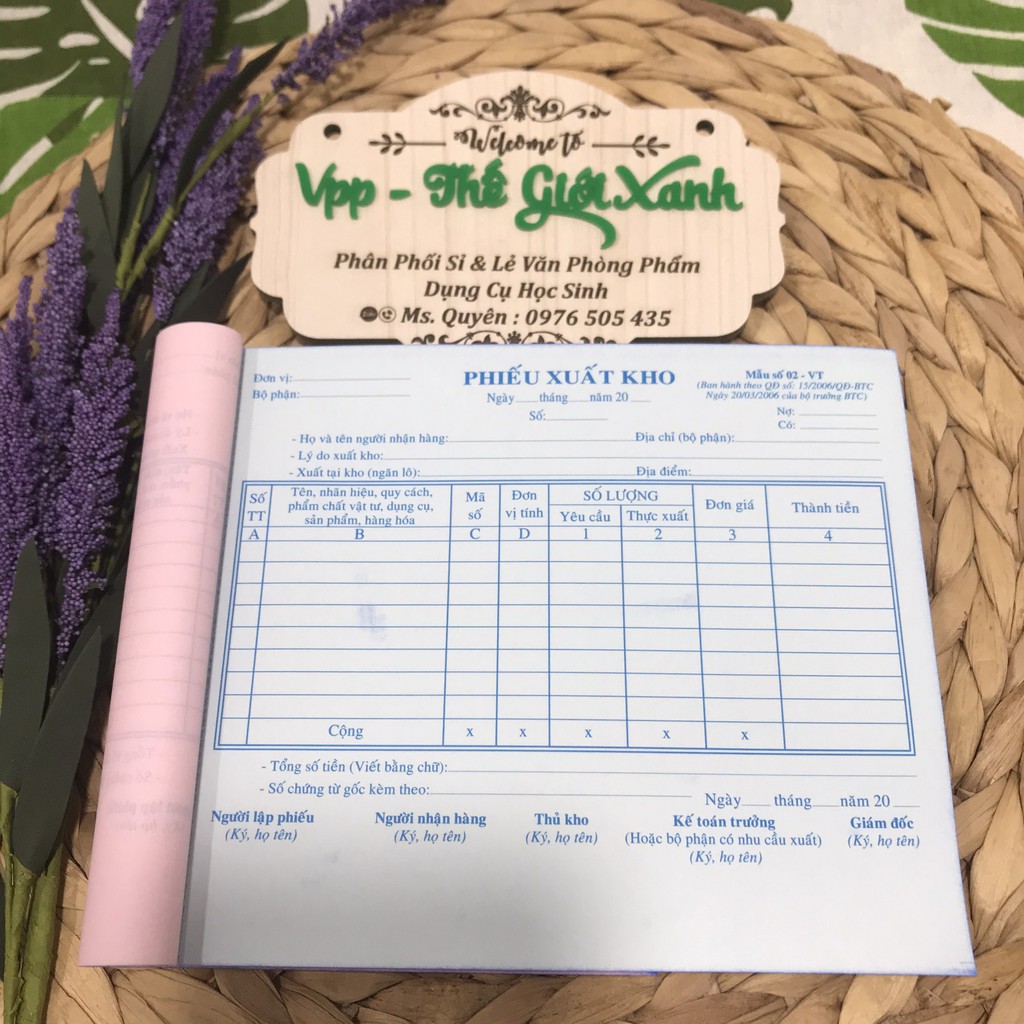 Welcome to
Vpp - Thế Giới Xanh
Phân Phối Sỉ & Lẻ Văn Phòng Phẩm
Dụng Cụ Học Sinh
Ms. Quyên : 0976 505 435
Đơn vị:
Bộ phận:
PHIẾU XUẤT KHO
Ngày tháng năm 20
Số:
Mẫu số 02 - VT
(Ban hành theo QĐ số: 15/2006/QĐ-BTC
Ngày 20/03/2006 của bộ trưởng BTC)
Nợ:
Có:
- Họ và tên người nhận hàng: Địa chỉ (bộ phận):
- Lý do xuất kho:
- Xuất tại kho (ngăn lô): Địa điểm:
Số TT
Tên, nhãn hiệu, quy cách,
phẩm chất vật tư, dụng cụ,
sản phẩm, hàng hóa
Mã số
Đơn vị tính
SỐ LƯỢNG
Yêu cầu
Thực xuất
Đơn giá
Thành tiền
A B C D 1 2 3 4
Cộng x x x x x
- Tổng số tiền (Viết bằng chữ):
- Số chứng từ gốc kèm theo:
Ngày tháng năm 20
Người lập phiếu
(Ký, họ tên)
Người nhận hàng
(Ký, họ tên)
Thủ kho
(Ký, họ tên)
Kế toán trưởng
(Hoặc bộ phận có nhu cầu xuất)
(Ký, họ tên)
Giám đốc
(Ký, họ tên)